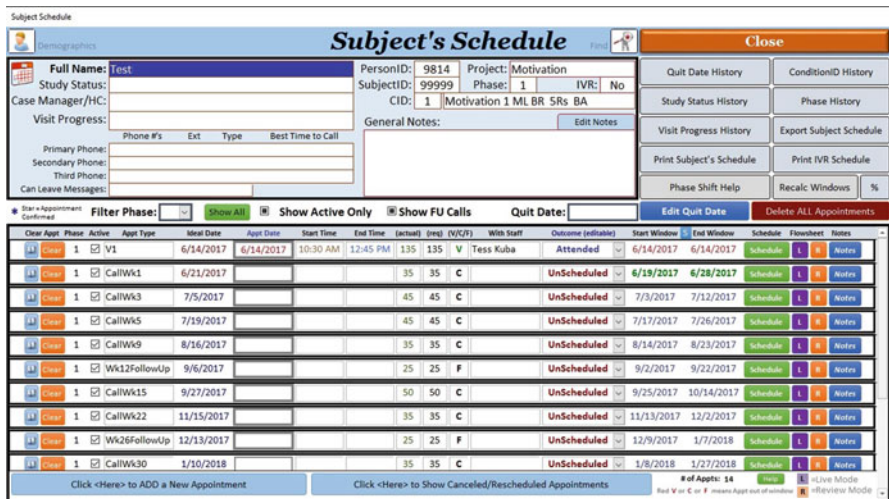 Subject Schedule
Demographics
Subject's Schedule
Find
Close
Full Name: Test
PersonID: 9814 Project: Motivation
Study Status:
SubjectID: 99999 Phase: 1 IVR: No
Case Manager/HC:
CID: 1 Motivation 1 ML BR 5Rs BA
Visit Progress:
General Notes: Edit Notes
Phone #'s Ext Type Best Time to Call
Primary Phone:
Secondary Phone:
Third Phone:
Can Leave Messages:
Quit Date History ConditionID History
Study Status History Phase History
Visit Progress History Export Subject Schedule
Print Subject's Schedule Print IVR Schedule
Phase Shift Help Recalc Windows %
* Star = Appointment Confirmed Filter Phase: Show All Show Active Only Show FU Calls Quit Date: Edit Quit Date Delete ALL Appointments
Clear Appt Phase Active Appt Type Ideal Date Appt Date Start Time End Time (actual) (req) (V/C/F) With Staff Outcome (editable) Start Window S End Window Schedule Flowsheet Notes
Clear 1 V1 6/14/2017 6/14/2017 10:30 AM 12:45 PM 135 135 V Tess Kuba Attended 6/14/2017 6/14/2017 Schedule L R Notes
Clear 1 CallWk1 6/21/2017 35 35 C UnScheduled 6/19/2017 6/28/2017 Schedule L R Notes
Clear 1 CallWk3 7/5/2017 45 45 C UnScheduled 7/3/2017 7/12/2017 Schedule L R Notes
Clear 1 CallWk5 7/19/2017 45 45 C UnScheduled 7/17/2017 7/26/2017 Schedule L R Notes
Clear 1 CallWk9 8/16/2017 35 35 C UnScheduled 8/14/2017 8/23/2017 Schedule L R Notes
Clear 1 Wk12FollowUp 9/6/2017 25 25 F UnScheduled 9/2/2017 9/22/2017 Schedule L R Notes
Clear 1 CallWk15 9/27/2017 50 50 C UnScheduled 9/25/2017 10/14/2017 Schedule L R Notes
Clear 1 CallWk22 11/15/2017 35 35 C UnScheduled 11/13/2017 12/2/2017 Schedule L R Notes
Clear 1 Wk26FollowUp 12/13/2017 25 25 F UnScheduled 12/9/2017 1/7/2018 Schedule L R Notes
Clear 1 CallWk30 1/10/2018 35 35 C UnScheduled 1/8/2018 1/27/2018 Schedule L R Notes
Click <Here> to ADD a New Appointment Click <Here> to Show Canceled/Rescheduled Appointments # of Appts: 14 Help L =Live Mode
Red V or C or F means Appt out of window R =Review Mode